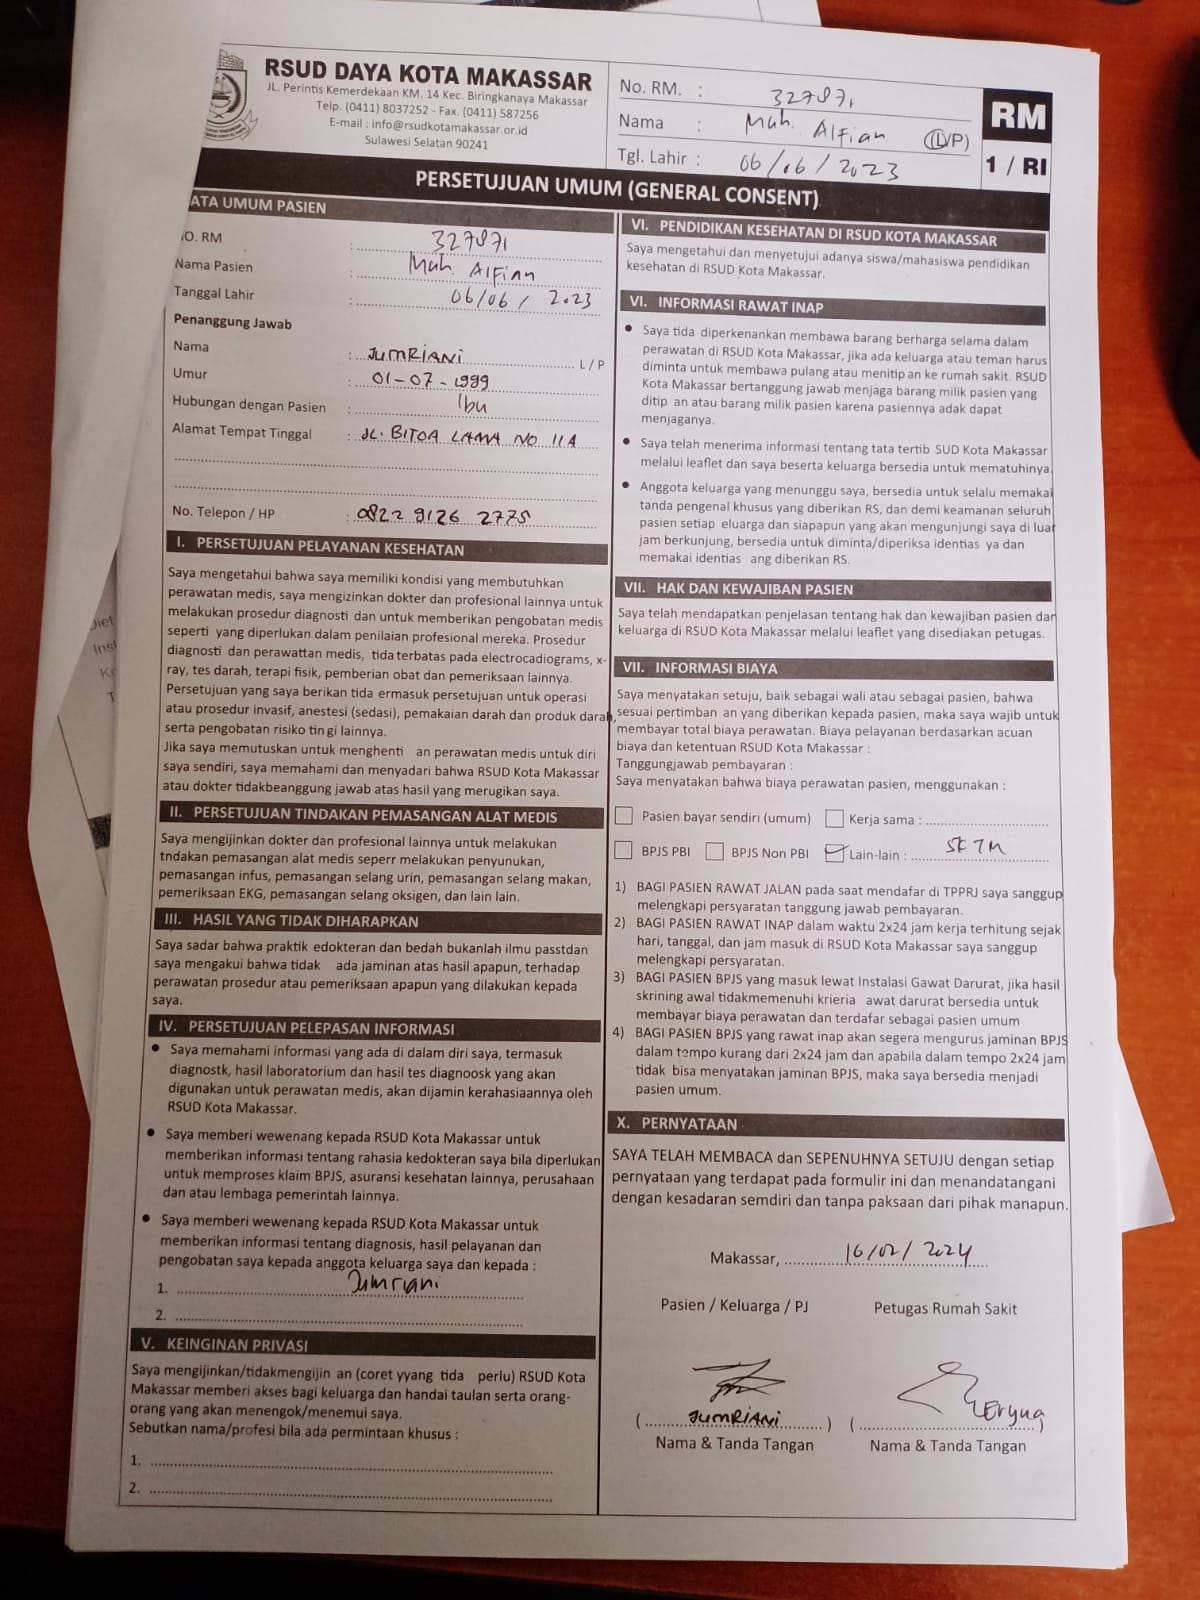 RSUD DAYA KOTA MAKASSAR
JL. Perintis Kemerdekaan KM. 14 Kec. Biringkanaya Makassar
Telp. (0411) 8037252 - Fax. (0411) 587256
E-mail : info@rsudkotamakassar.or.id
Sulawesi Selatan 90241
No. RM. : 327871
Nama : Muh. Alfian (L/P)
Tgl. Lahir : 06/06/2023
RM
1 / RI
PERSETUJUAN UMUM (GENERAL CONSENT)
ATA UMUM PASIEN
O. RM : 327871
Nama Pasien : Muh. Alfian
Tanggal Lahir : 06/06/2023
Penanggung Jawab
Nama : JUMRIANI L / P
Umur : 01-07-1999
Hubungan dengan Pasien : Ibu
Alamat Tempat Tinggal : JL. BITOA LAMA NO 11A
No. Telepon / HP : 0822 9126 2775
I. PERSETUJUAN PELAYANAN KESEHATAN
Saya mengetahui bahwa saya memiliki kondisi yang membutuhkan
perawatan medis, saya mengizinkan dokter dan profesional lainnya untuk
melakukan prosedur diagnosti dan untuk memberikan pengobatan medis
seperti yang diperlukan dalam penilaian profesional mereka. Prosedur
diagnosti dan perawattan medis, tida terbatas pada electrocadiograms, x-
ray, tes darah, terapi fisik, pemberian obat dan pemeriksaan lainnya.
Persetujuan yang saya berikan tida ermasuk persetujuan untuk operasi
atau prosedur invasif, anestesi (sedasi), pemakaian darah dan produk darah,
serta pengobatan risiko tin gi lainnya.
Jika saya memutuskan untuk menghenti an perawatan medis untuk diri
saya sendiri, saya memahami dan menyadari bahwa RSUD Kota Makassar
atau dokter tidakbeanggung jawab atas hasil yang merugikan saya.
II. PERSETUJUAN TINDAKAN PEMASANGAN ALAT MEDIS
Saya mengijinkan dokter dan profesional lainnya untuk melakukan
tndakan pemasangan alat medis seperr melakukan penyunukan,
pemasangan infus, pemasangan selang urin, pemasangan selang makan,
pemeriksaan EKG, pemasangan selang oksigen, dan lain lain.
III. HASIL YANG TIDAK DIHARAPKAN
Saya sadar bahwa praktik edokteran dan bedah bukanlah ilmu passtdan
saya mengakui bahwa tidak ada jaminan atas hasil apapun, terhadap
perawatan prosedur atau pemeriksaan apapun yang dilakukan kepada
saya.
IV. PERSETUJUAN PELEPASAN INFORMASI
• Saya memahami informasi yang ada di dalam diri saya, termasuk
diagnostk, hasil laboratorium dan hasil tes diagnoosk yang akan
digunakan untuk perawatan medis, akan dijamin kerahasiaannya oleh
RSUD Kota Makassar.
• Saya memberi wewenang kepada RSUD Kota Makassar untuk
memberikan informasi tentang rahasia kedokteran saya bila diperlukan
untuk memproses klaim BPJS, asuransi kesehatan lainnya, perusahaan
dan atau lembaga pemerintah lainnya.
• Saya memberi wewenang kepada RSUD Kota Makassar untuk
memberikan informasi tentang diagnosis, hasil pelayanan dan
pengobatan saya kepada anggota keluarga saya dan kepada :
1. Jumriani
2.
V. KEINGINAN PRIVASI
Saya mengijinkan/tidakmengijin an (coret yyang tida perlu) RSUD Kota
Makassar memberi akses bagi keluarga dan handai taulan serta orang-
orang yang akan menengok/menemui saya.
Sebutkan nama/profesi bila ada permintaan khusus :
1.
2.
VI. PENDIDIKAN KESEHATAN DI RSUD KOTA MAKASSAR
Saya mengetahui dan menyetujui adanya siswa/mahasiswa pendidikan
kesehatan di RSUD Kota Makassar.
VI. INFORMASI RAWAT INAP
• Saya tida diperkenankan membawa barang berharga selama dalam
perawatan di RSUD Kota Makassar, jika ada keluarga atau teman harus
diminta untuk membawa pulang atau menitip an ke rumah sakit. RSUD
Kota Makassar bertanggung jawab menjaga barang milik pasien yang
ditip an atau barang milik pasien karena pasiennya adak dapat
menjaganya.
• Saya telah menerima informasi tentang tata tertib SUD Kota Makassar
melalui leaflet dan saya beserta keluarga bersedia untuk mematuhinya
• Anggota keluarga yang menunggu saya, bersedia untuk selalu memakai
tanda pengenal khusus yang diberikan RS, dan demi keamanan seluruh
pasien setiap eluarga dan siapapun yang akan mengunjungi saya di luar
jam berkunjung, bersedia untuk diminta/diperiksa identias ya dan
memakai identias ang diberikan RS.
VII. HAK DAN KEWAJIBAN PASIEN
Saya telah mendapatkan penjelasan tentang hak dan kewajiban pasien dan
keluarga di RSUD Kota Makassar melalui leaflet yang disediakan petugas.
VII. INFORMASI BIAYA
Saya menyatakan setuju, baik sebagai wali atau sebagai pasien, bahwa
sesuai pertimban an yang diberikan kepada pasien, maka saya wajib untuk
membayar total biaya perawatan. Biaya pelayanan berdasarkan acuan
biaya dan ketentuan RSUD Kota Makassar :
Tanggungjawab pembayaran :
Saya menyatakan bahwa biaya perawatan pasien, menggunakan :
Pasien bayar sendiri (umum) Kerja sama :
BPJS PBI BPJS Non PBI Lain-lain : SKTM
1) BAGI PASIEN RAWAT JALAN pada saat mendafar di TPPRJ saya sanggup
melengkapi persyaratan tanggung jawab pembayaran.
2) BAGI PASIEN RAWAT INAP dalam waktu 2x24 jam kerja terhitung sejak
hari, tanggal, dan jam masuk di RSUD Kota Makassar saya sanggup
melengkapi persyaratan.
3) BAGI PASIEN BPJS yang masuk lewat Instalasi Gawat Darurat, jika hasil
skrining awal tidakmemenuhi krieria awat darurat bersedia untuk
membayar biaya perawatan dan terdafar sebagai pasien umum
4) BAGI PASIEN BPJS yang rawat inap akan segera mengurus jaminan BPJS
dalam tempo kurang dari 2x24 jam dan apabila dalam tempo 2x24 jam
tidak bisa menyatakan jaminan BPJS, maka saya bersedia menjadi
pasien umum.
X. PERNYATAAN
SAYA TELAH MEMBACA dan SEPENUHNYA SETUJU dengan setiap
pernyataan yang terdapat pada formulir ini dan menandatangani
dengan kesadaran semdiri dan tanpa paksaan dari pihak manapun.
Makassar, 16/02/2024
Pasien / Keluarga / PJ Petugas Rumah Sakit
( JUMRIANI ) ( )
Nama & Tanda Tangan Nama & Tanda Tangan